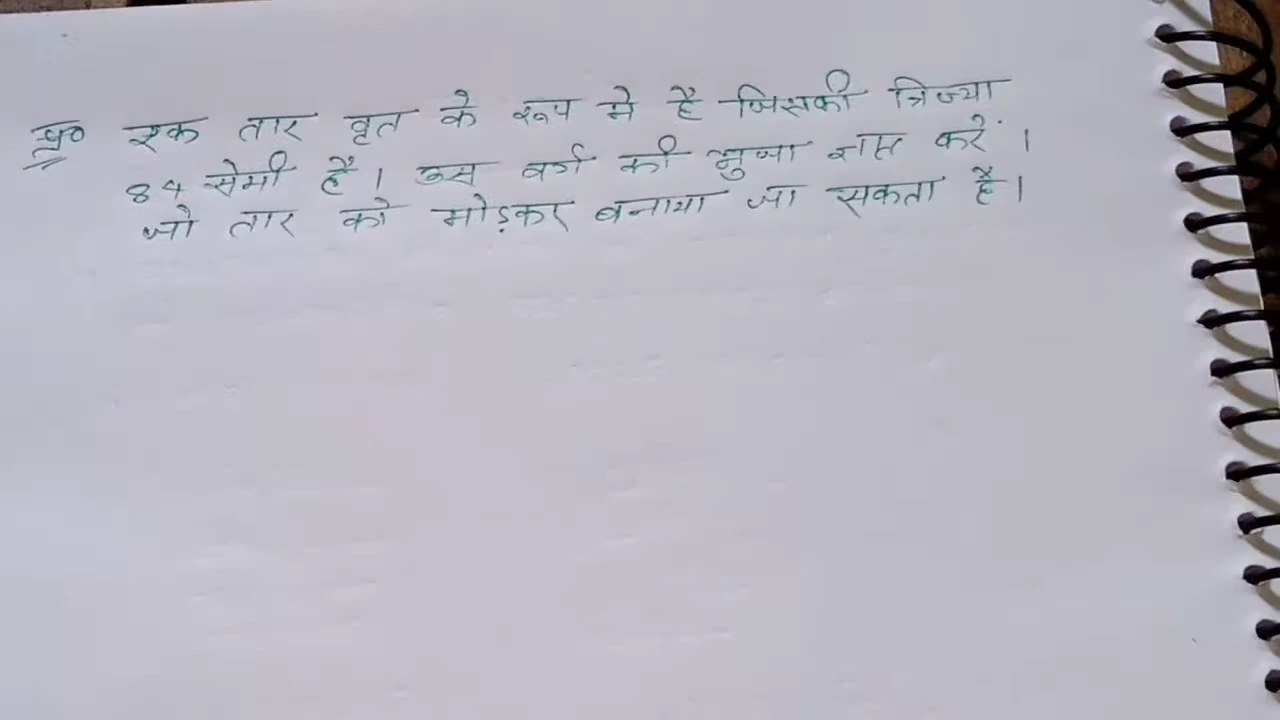 प्र० एक तार वृत के रूप मे है जिसकी त्रिज्या
84 सेमी है। उस वर्ग की भुजा ज्ञात करें।
जो तार को मोड़कर बनाया जा सकता है।